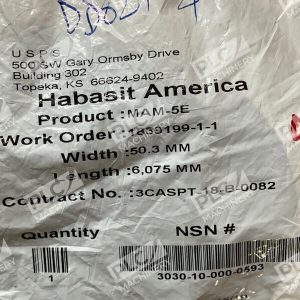 U S P S
500 SW Gary Ormsby Drive
Building 302
Topeka, KS 66624-9402
Habasit America
Product : MAM-5E
Work Order : 1839199-1-1
Width : 50.3 MM
Length : 6,075 MM
Contract No. : 3CASPT-18-B-0082
Quantity
NSN #
1
3030-10-000-0593
PLC MACHINERY